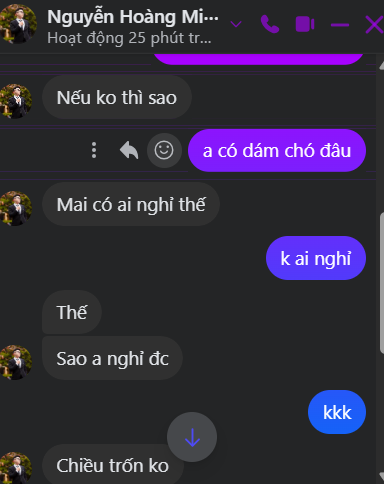 Nguyễn Hoàng Mi...
Hoạt động 25 phút tr...
Nếu ko thì sao
a có dám chó đâu
Mai có ai nghỉ thế
k ai nghỉ
Thế
Sao a nghỉ đc
kkk
Chiều trốn ko